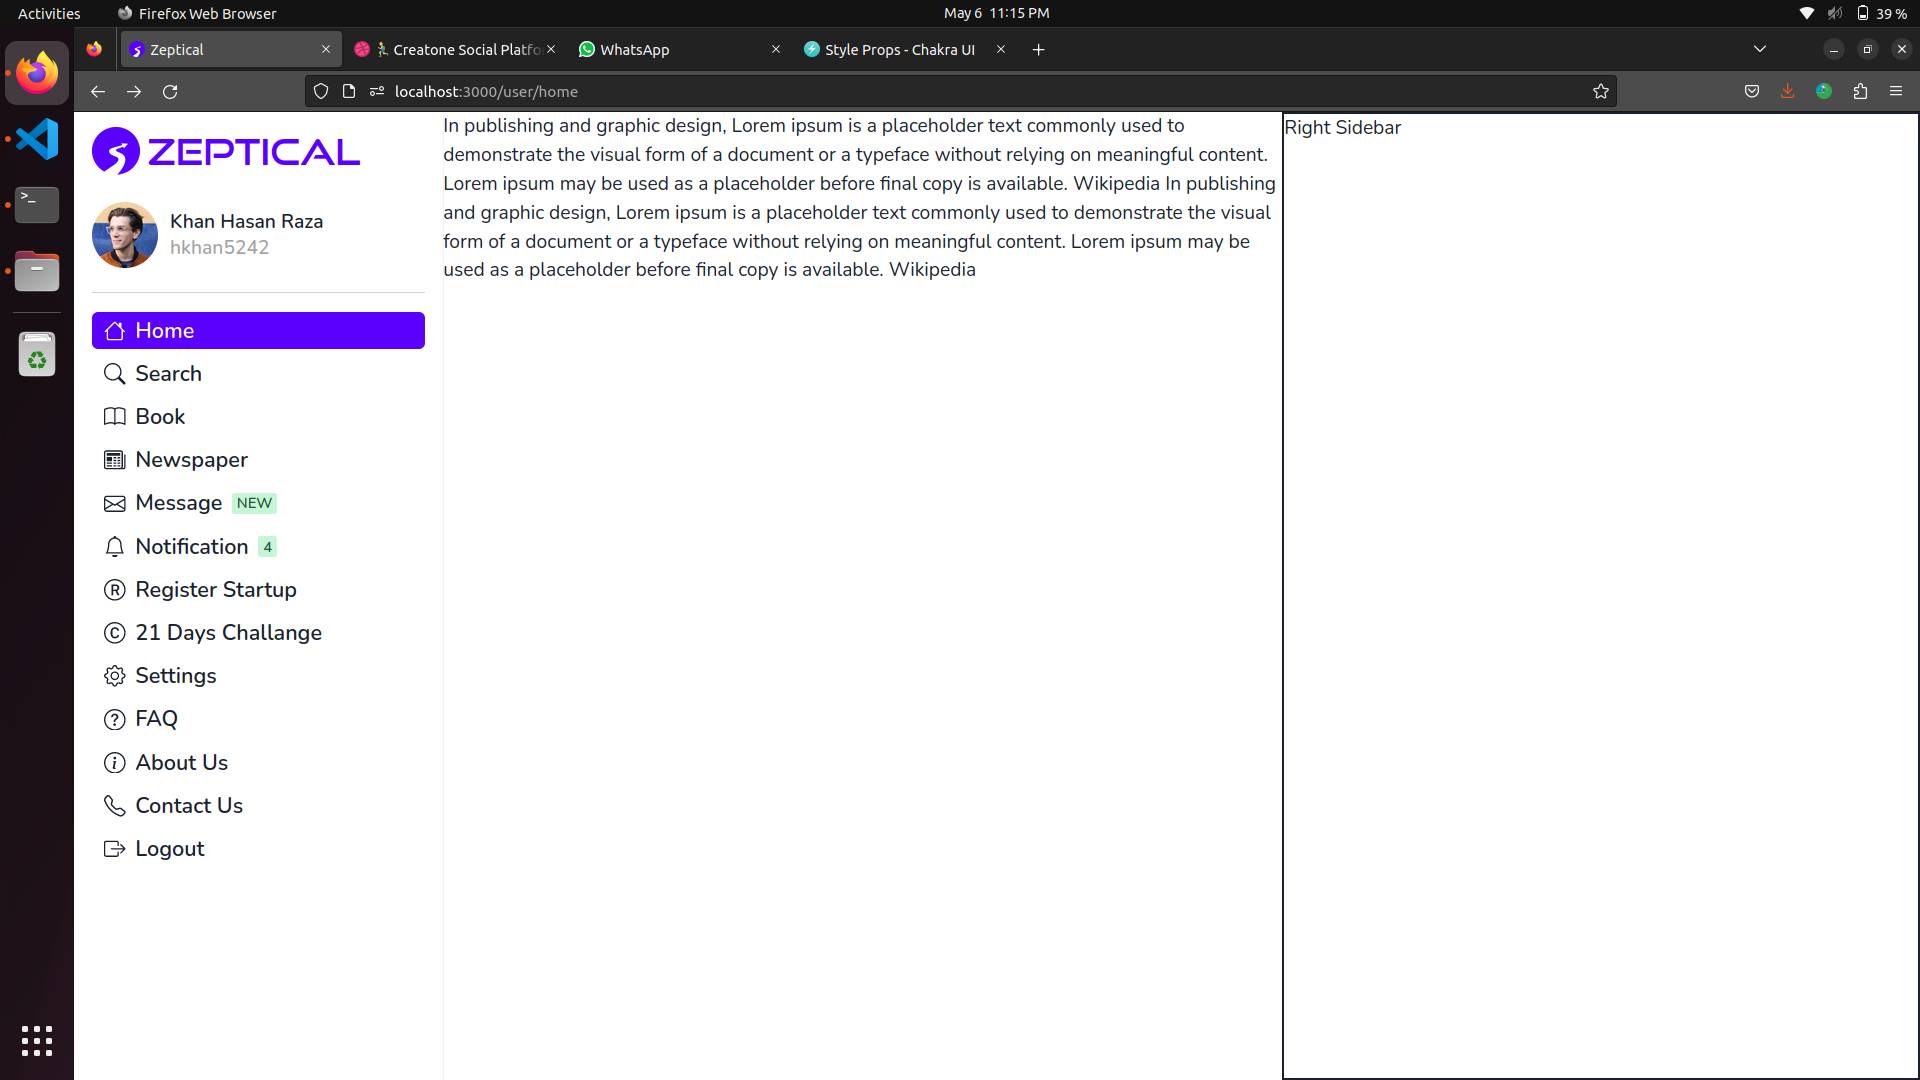 Activities
Firefox Web Browser
May 6 11:15 PM
39 %
Zeptical
Creatone Social Platfo
WhatsApp
Style Props - Chakra UI
localhost:3000/user/home
ZEPTICAL
Khan Hasan Raza
hkhan5242
Home
Search
Book
Newspaper
Message NEW
Notification 4
Register Startup
21 Days Challange
Settings
FAQ
About Us
Contact Us
Logout
In publishing and graphic design, Lorem ipsum is a placeholder text commonly used to
demonstrate the visual form of a document or a typeface without relying on meaningful content.
Lorem ipsum may be used as a placeholder before final copy is available. Wikipedia In publishing
and graphic design, Lorem ipsum is a placeholder text commonly used to demonstrate the visual
form of a document or a typeface without relying on meaningful content. Lorem ipsum may be
used as a placeholder before final copy is available. Wikipedia
Right Sidebar